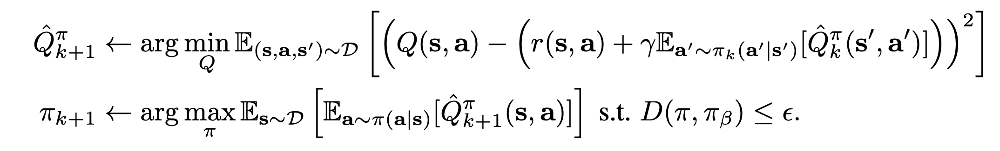 $\hat{Q}^{\pi}_{k+1} \leftarrow \arg\min_{Q} \mathbb{E}_{(\mathbf{s},\mathbf{a},\mathbf{s}')\sim\mathcal{D}} \left[ \left( Q(\mathbf{s},\mathbf{a}) - \left( r(\mathbf{s},\mathbf{a}) + \gamma \mathbb{E}_{\mathbf{a}'\sim\pi_k(\mathbf{a}'|\mathbf{s}')}[\hat{Q}^{\pi}_{k}(\mathbf{s}',\mathbf{a}')] \right) \right)^2 \right]$
$\pi_{k+1} \leftarrow \arg\max_{\pi} \mathbb{E}_{\mathbf{s}\sim\mathcal{D}} \left[ \mathbb{E}_{\mathbf{a}\sim\pi(\mathbf{a}|\mathbf{s})}[\hat{Q}^{\pi}_{k+1}(\mathbf{s},\mathbf{a})] \right] \text{ s.t. } D(\pi,\pi_\beta) \leq \epsilon.$